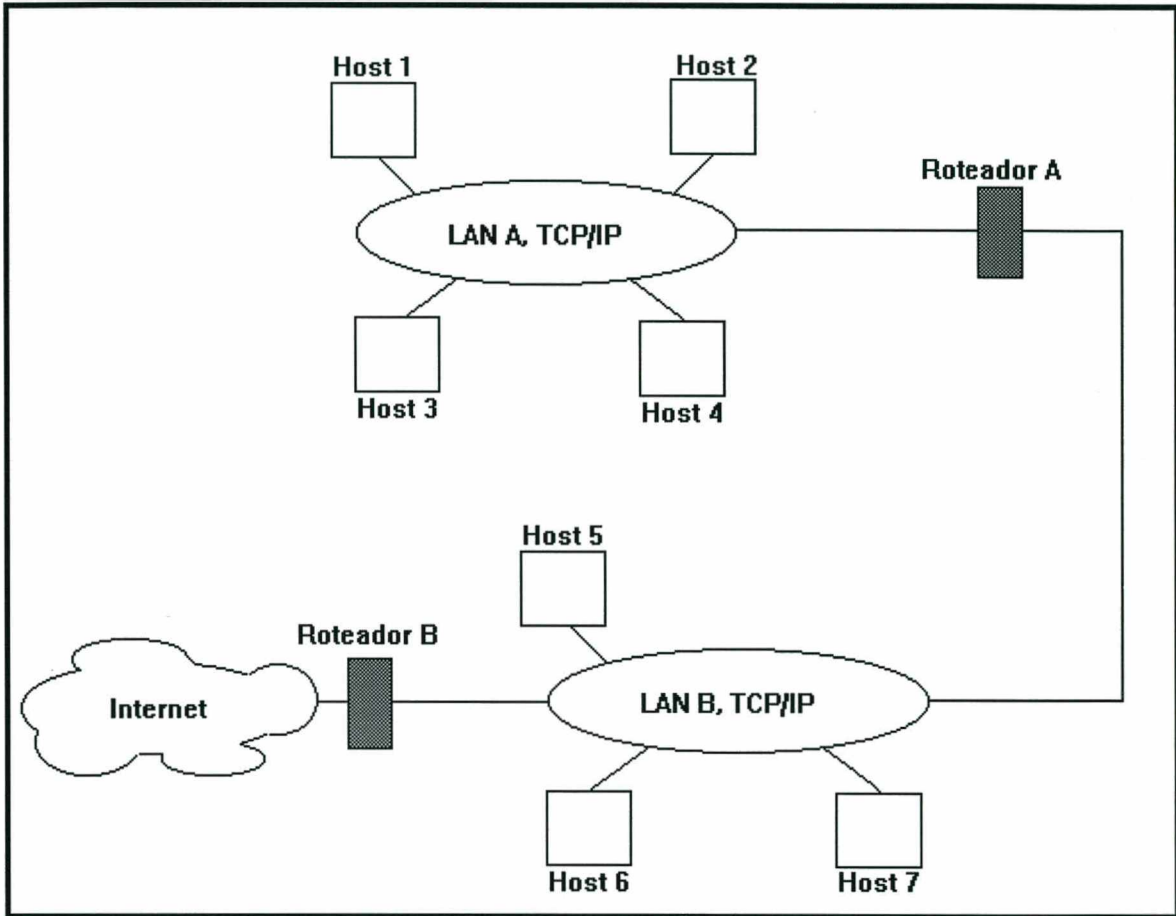 Host 1
Host 2
Roteador A
LAN A, TCP/IP
Host 3
Host 4
Host 5
Roteador B
Internet
LAN B, TCP/IP
Host 6
Host 7